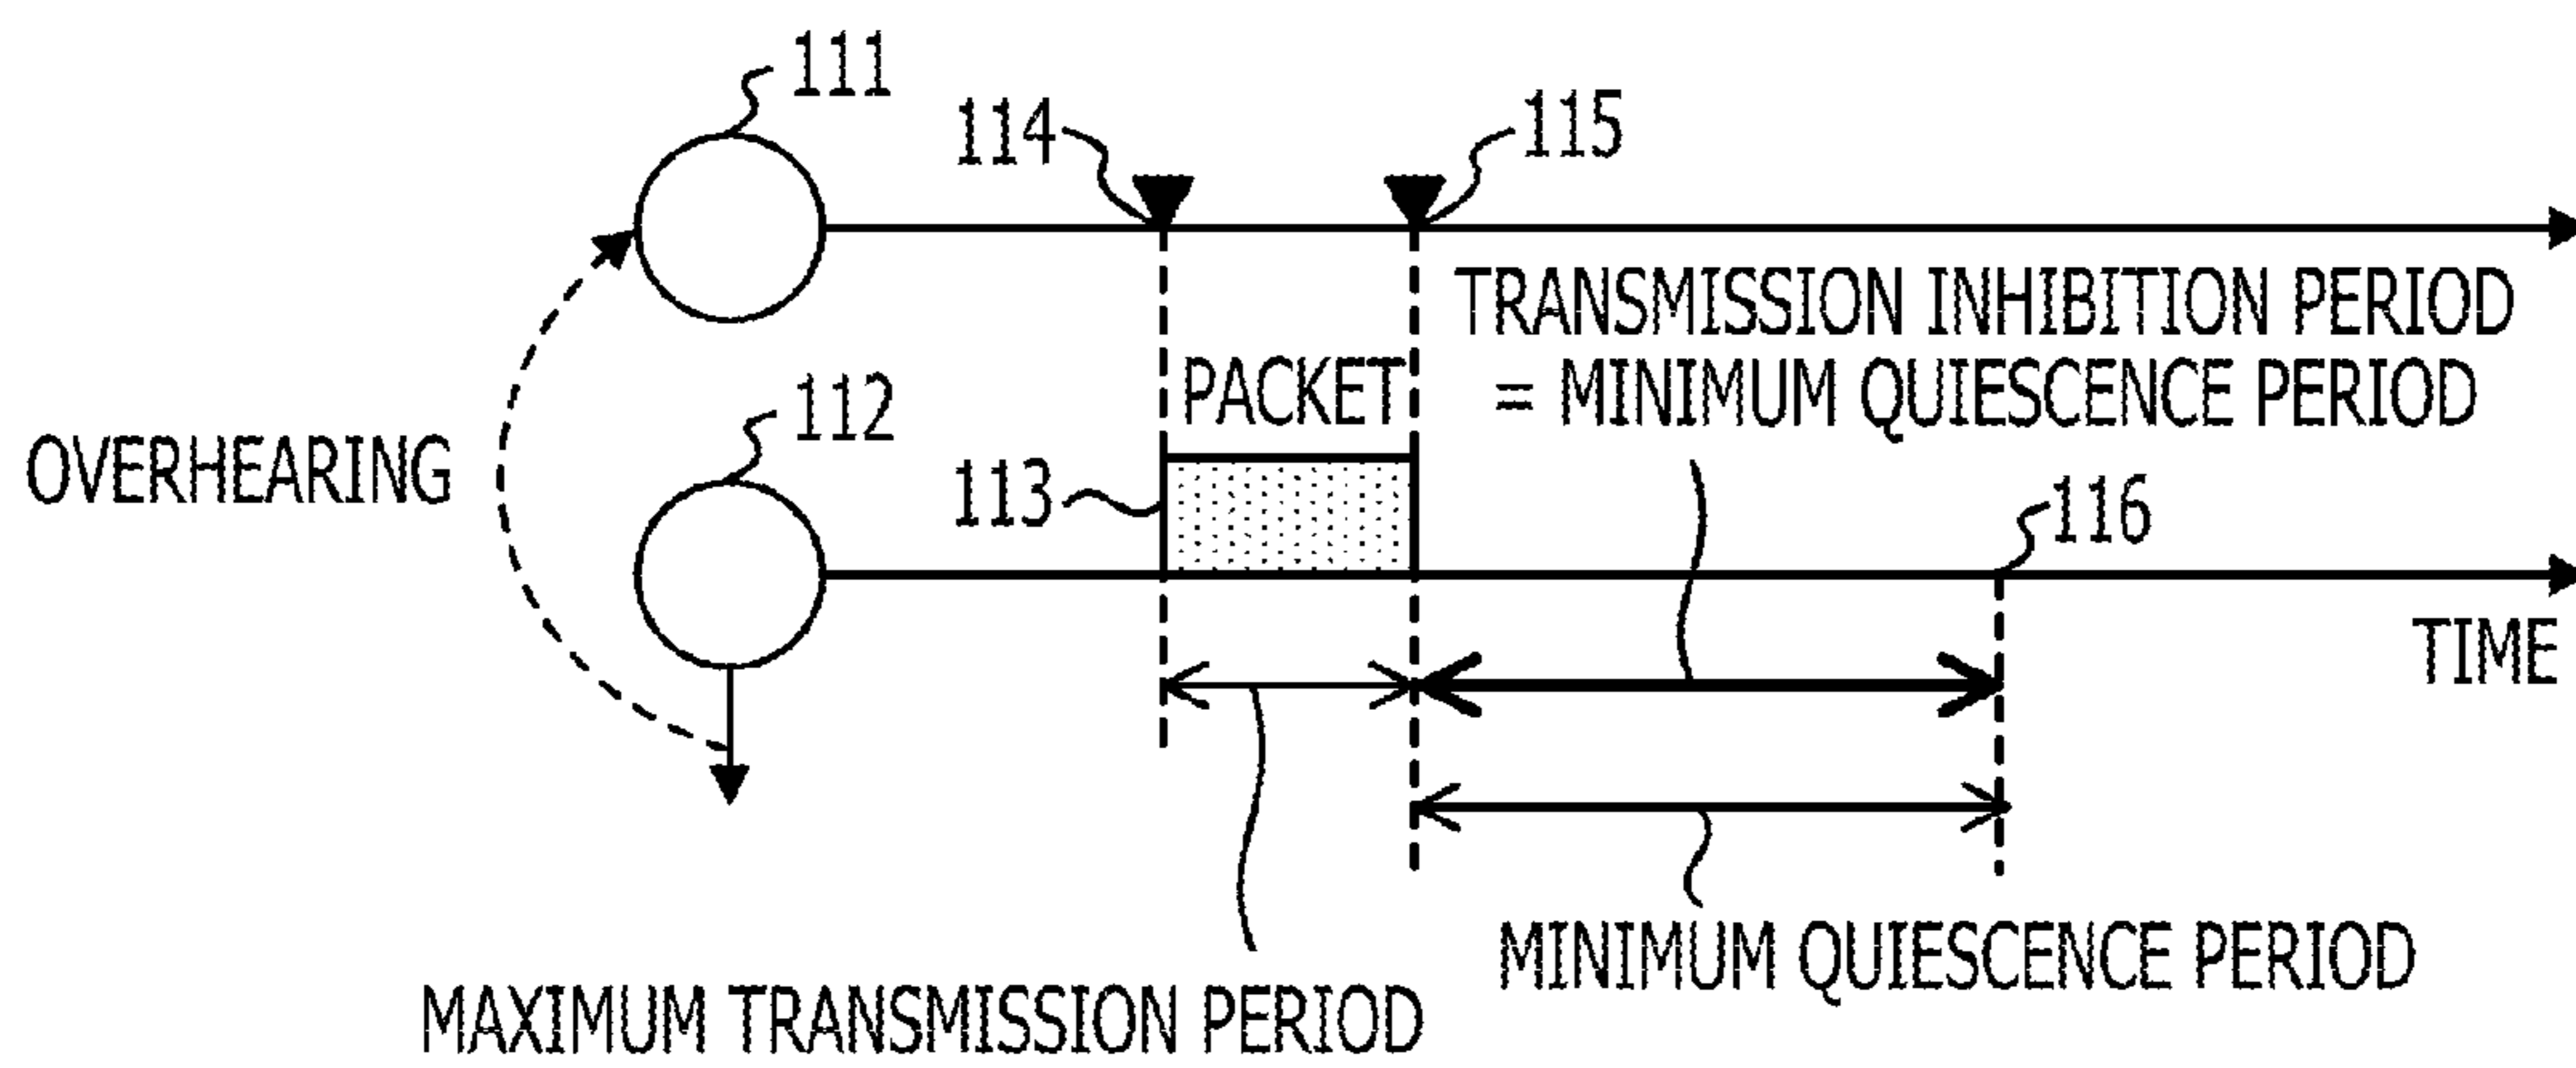 111
114
115
TRANSMISSION INHIBITION PERIOD
= MINIMUM QUIESCENCE PERIOD
PACKET
112
OVERHEARING
113
116
TIME
MINIMUM QUIESCENCE PERIOD
MAXIMUM TRANSMISSION PERIOD